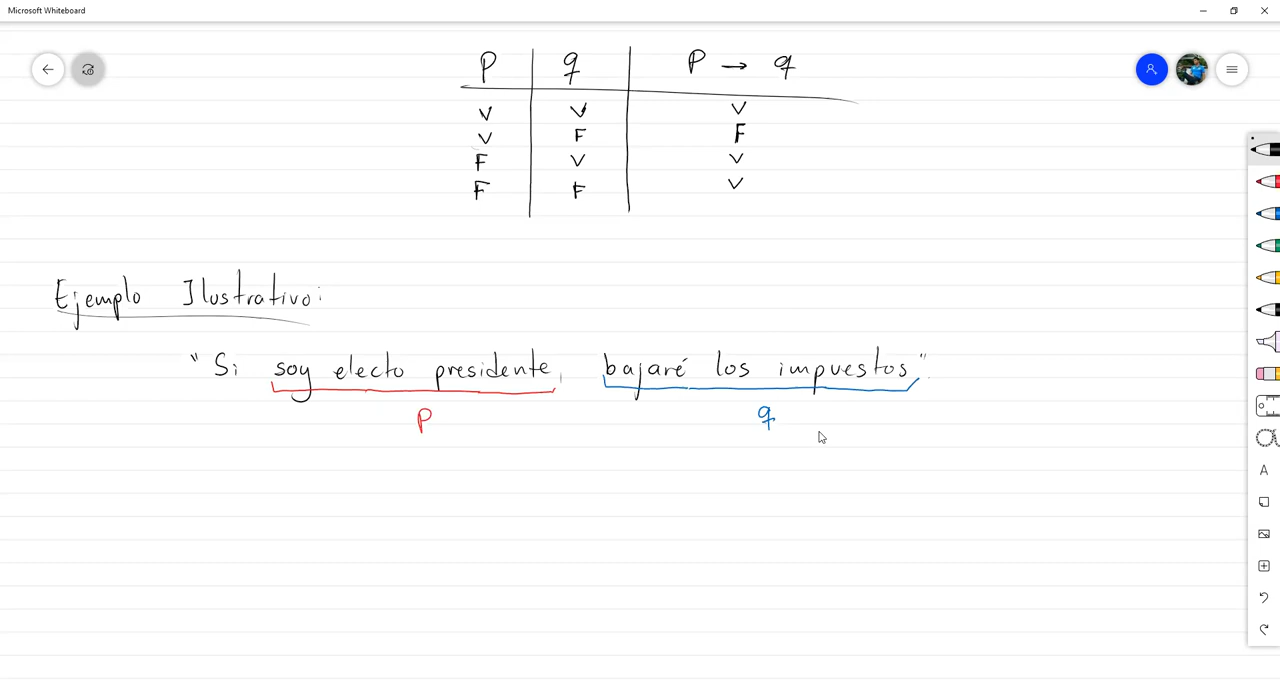 Microsoft Whiteboard
P q P → q
V V V
V F F
F V V
F F V
Ejemplo Ilustrativo:
"Si soy electo presidente, bajaré los impuestos".
P q
A